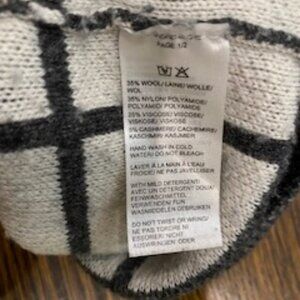 PAGE 1/2
35% WOOL/ LAINE/ WOLLE/
WOL
35% NYLON/ POLYAMIDE/
POLYAMID/ POLYAMIDE
25% VISCOSE/ VISCOSE/
VISKOSE/ VISKOSE
5% CASHMERE/ CACHEMIRE/
KASCHMIR/ KASJMIER
HAND WASH IN COLD
WATER/ DO NOT BLEACH
LAVER À LA MAIN À L'EAU
FROIDE/ NE PAS JAVELLISER
WITH MILD DETERGENT/
AVEC UN DÉTERGENT DOUX/
FEINWASCHMITTEL
VERWENDEN/ FIJN
WASMIDDEL GEBRUIKEN
DO NOT TWIST OR WRING/
NE PAS TORDRE NI
ESSORER/ NICHT
AUSWRINGEN/ OF